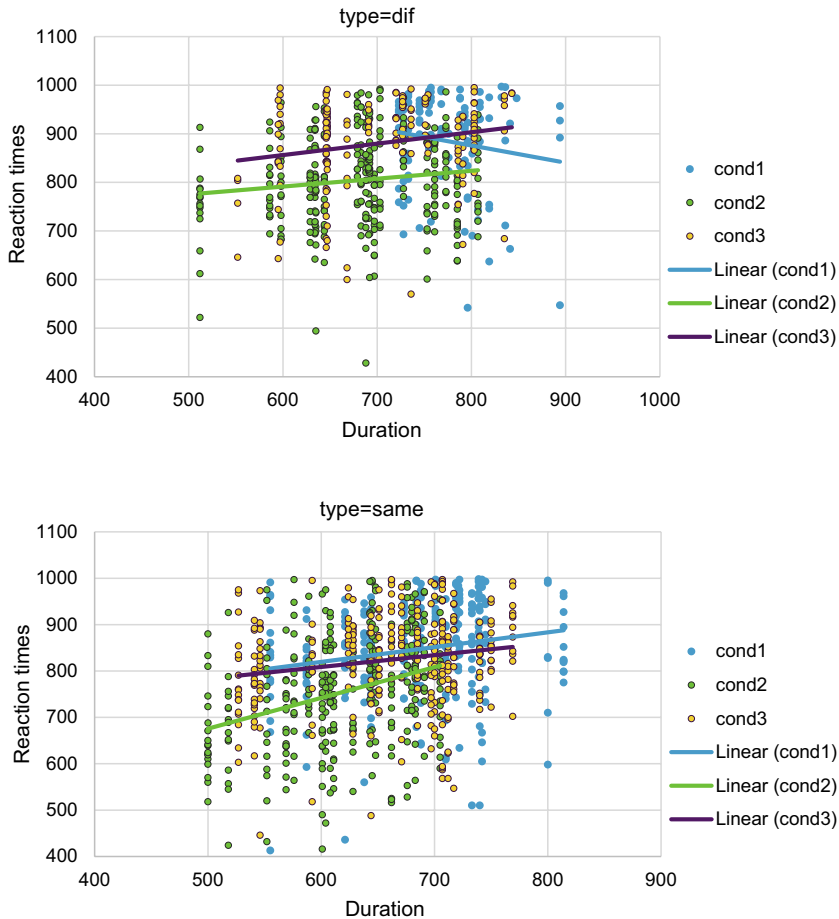 type=dif
1100
1000
900
800
700
600
500
400
Reaction times
400 500 600 700 800 900 1000
Duration
cond1
cond2
cond3
Linear (cond1)
Linear (cond2)
Linear (cond3)
type=same
1100
1000
900
800
700
600
500
400
Reaction times
400 500 600 700 800 900
Duration
cond1
cond2
cond3
Linear (cond1)
Linear (cond2)
Linear (cond3)